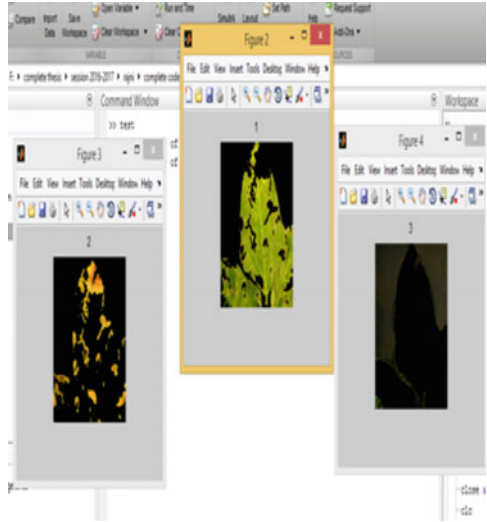 Compare Import Save Open Variable Run and Time Simulink Layout Set Path Help Request Support
Data Workspace Clear Workspace Clear Add-Ons
VARIABLE
F: complete thesis session 2016-2017 complete code
Command Window
Workspace
>> test
of
of
Figure 2
File Edit View Insert Tools Desktop Window Help
1
Figure 3
File Edit View Insert Tools Desktop Window Help
2
Figure 4
File Edit View Insert Tools Desktop Window Help
3
close
clc